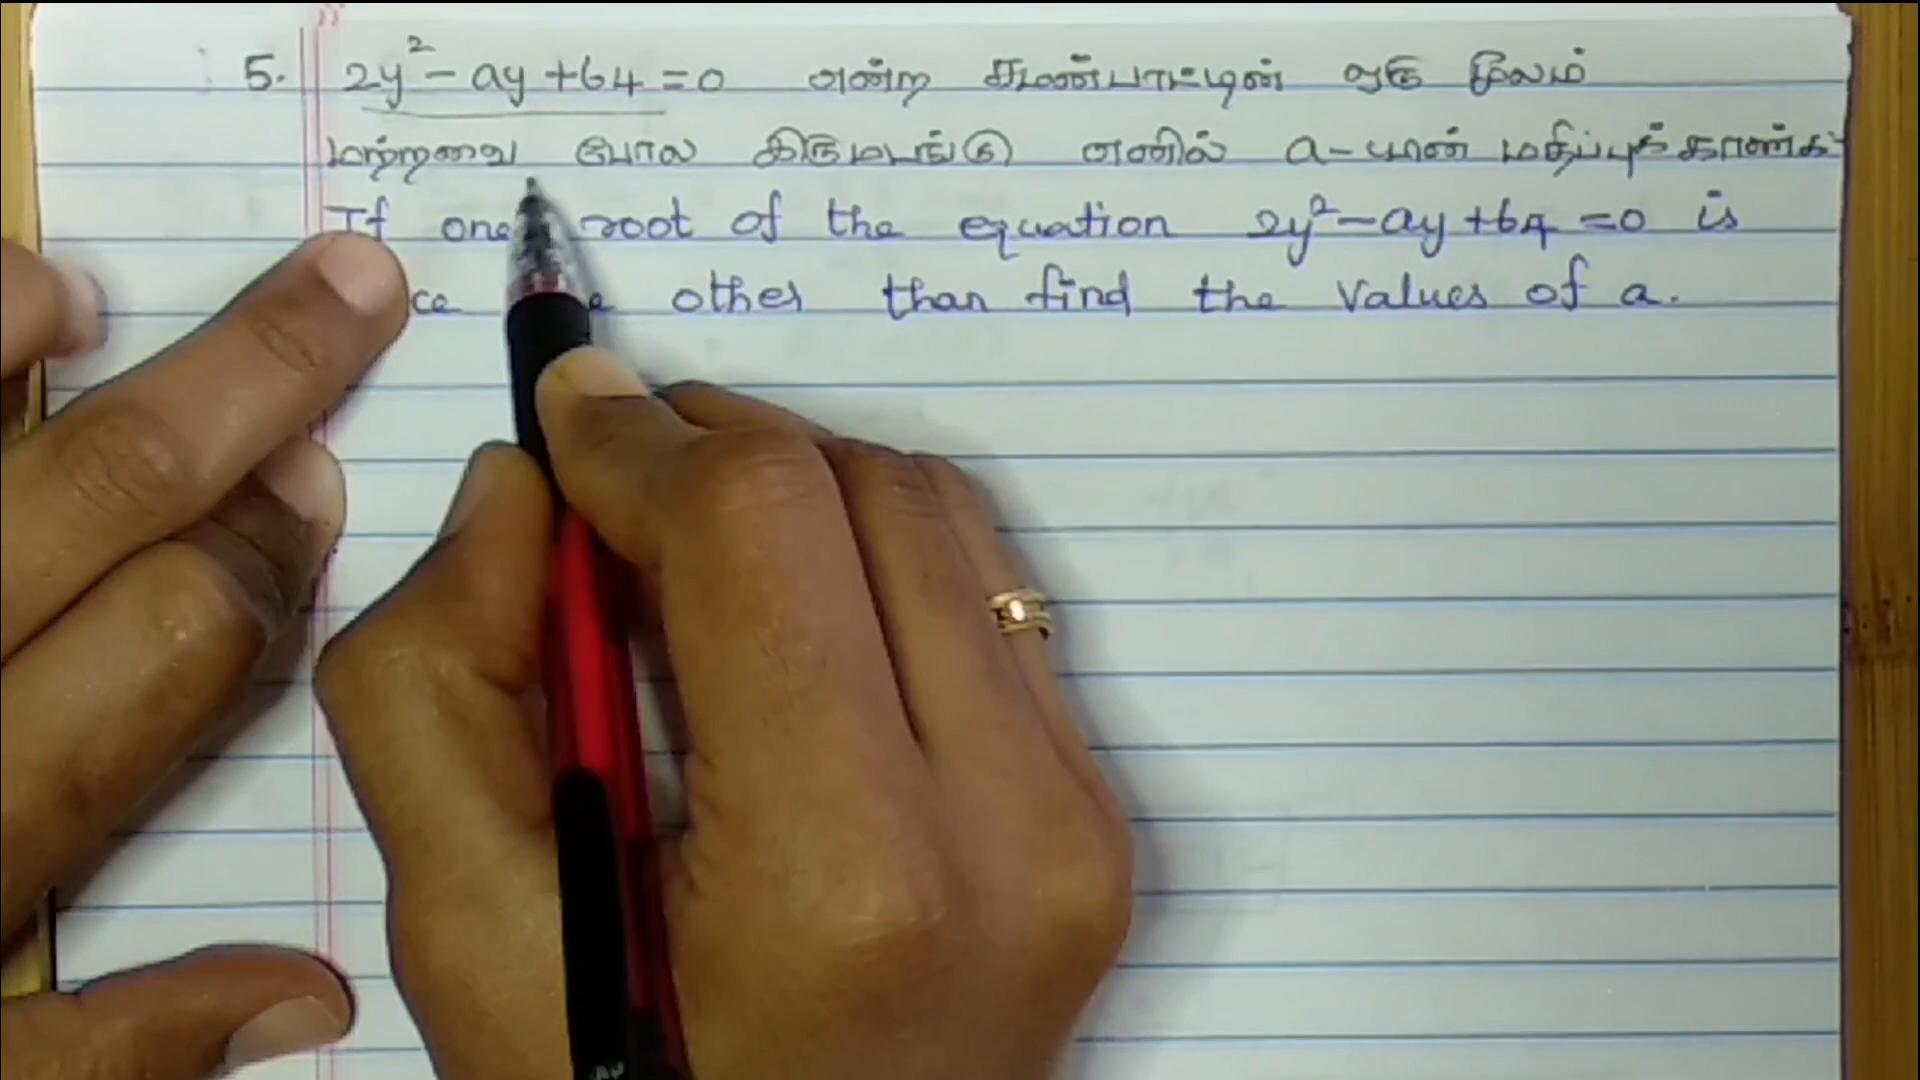 5. 2y² - ay + 64 = 0 என்ற சமன்பாட்டின் ஒரு மூலம்
மற்றவை போல இருமடங்கு எனில் a-யின் மதிப்புக் காண்க
If one root of the equation 2y² - ay + 64 = 0 is
other than find the Values of a.